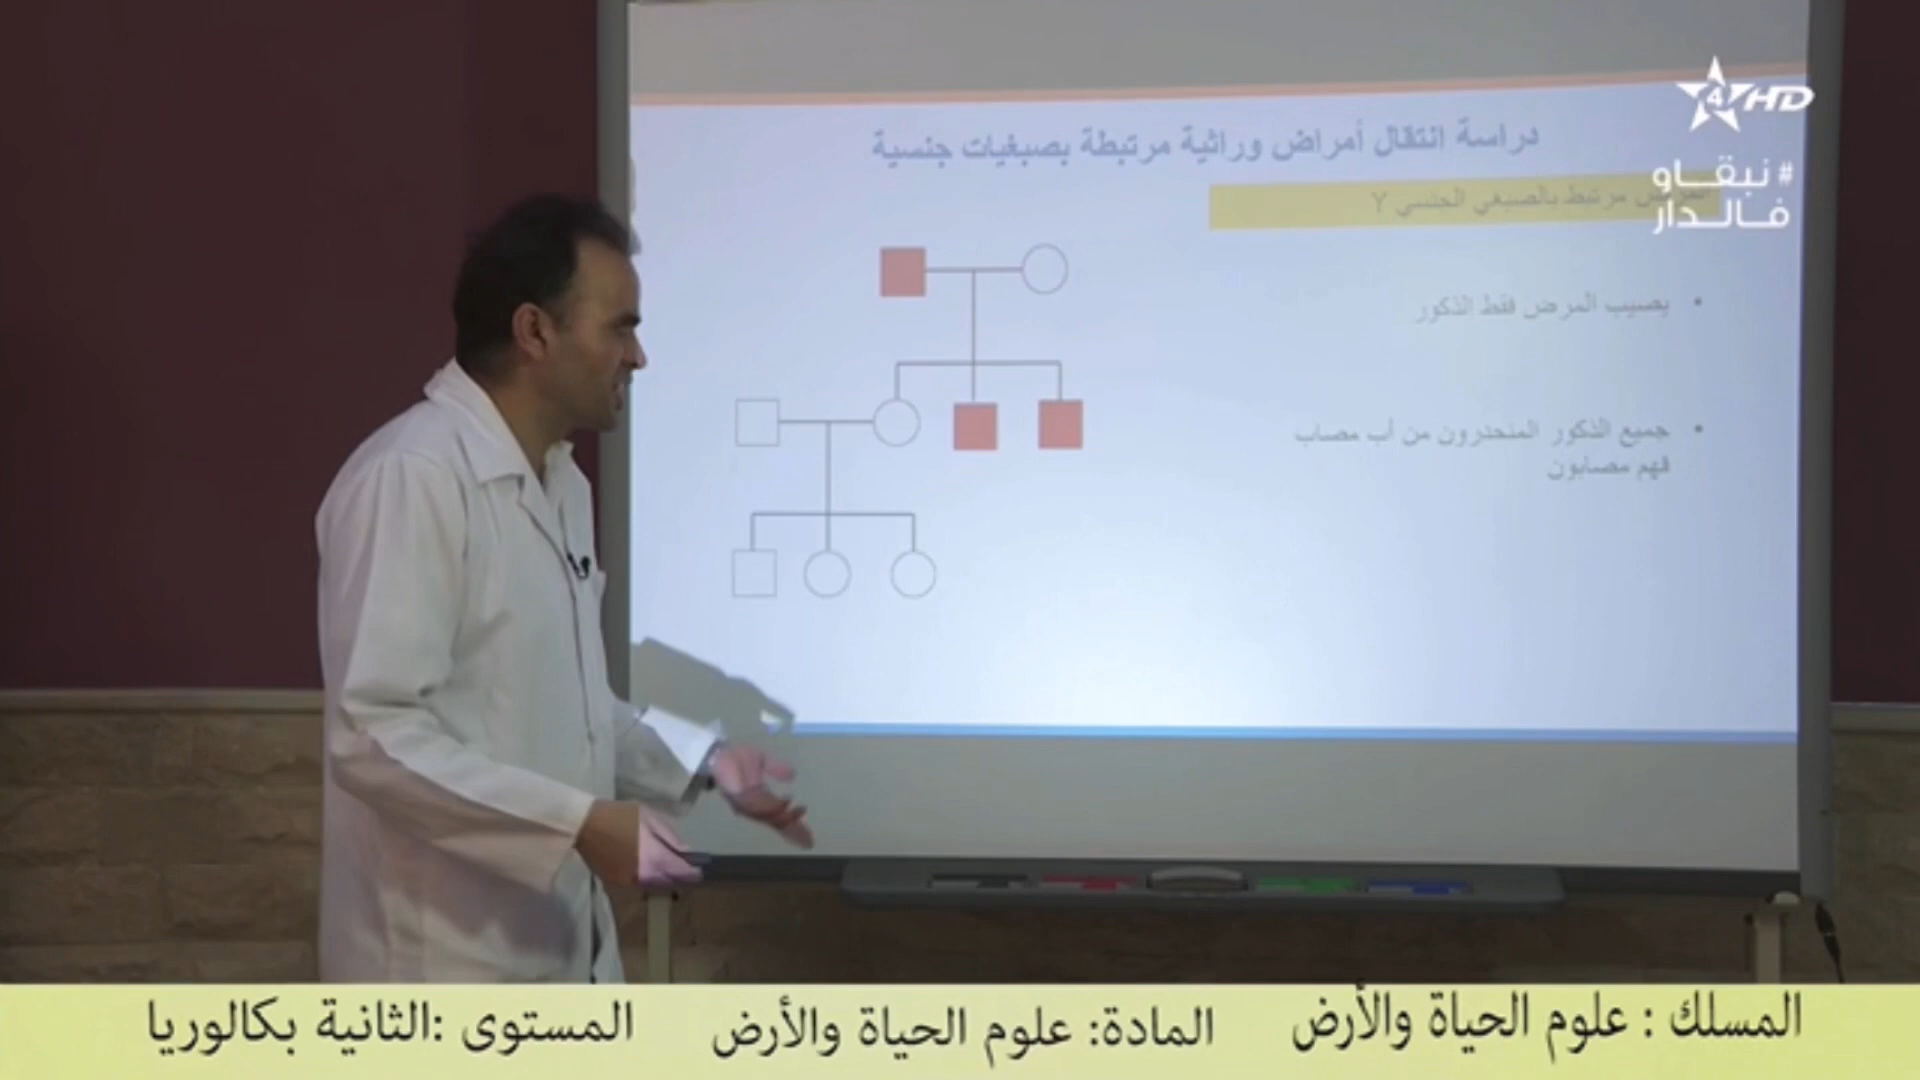 دراسة انتقال أمراض وراثية مرتبطة بصبغيات جنسية
مرتبط بالصبغي الجنسي Y
يصيب المرض فقط الذكور
جميع الذكور المنحدرون من أب مصاب
فهم مصابون
4 HD
#نبقاو
فالدار
المسلك : علوم الحياة والأرض
المادة: علوم الحياة والأرض
المستوى :الثانية بكالوريا